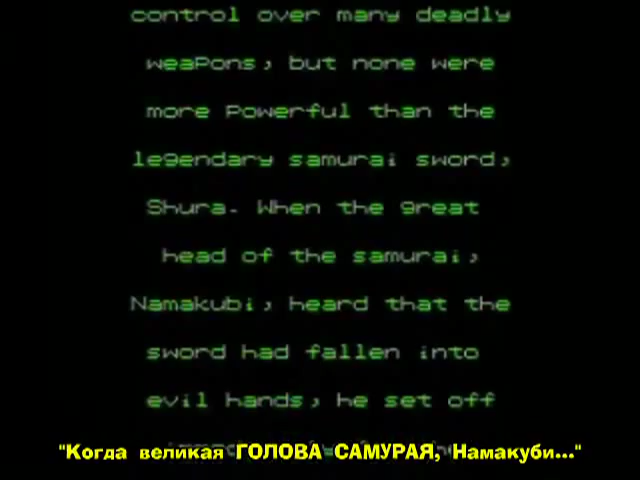 control over many deadly
weapons, but none were
more powerful than the
legendary samurai sword,
Shura. When the great
head of the samurai,
Namakubi, heard that the
sword had fallen into
evil hands, he set off
"Когда великая ГОЛОВА САМУРАЯ, Намакуби..."